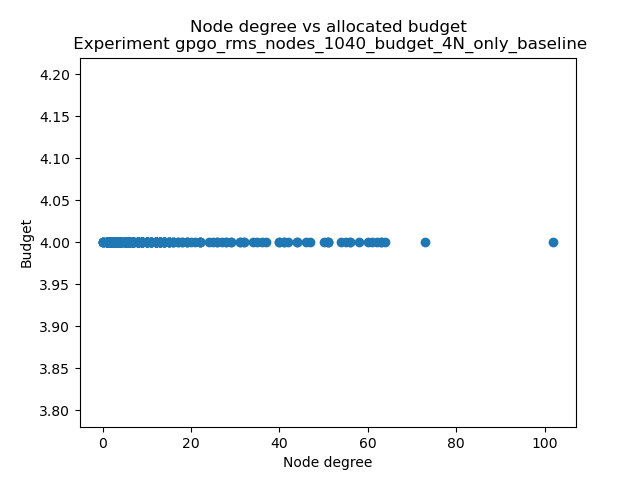 Node degree vs allocated budget
Experiment gpgo_rms_nodes_1040_budget_4N_only_baseline
4.20
4.15
4.10
4.05
4.00
3.95
3.90
3.85
3.80
Budget
0 20 40 60 80 100
Node degree